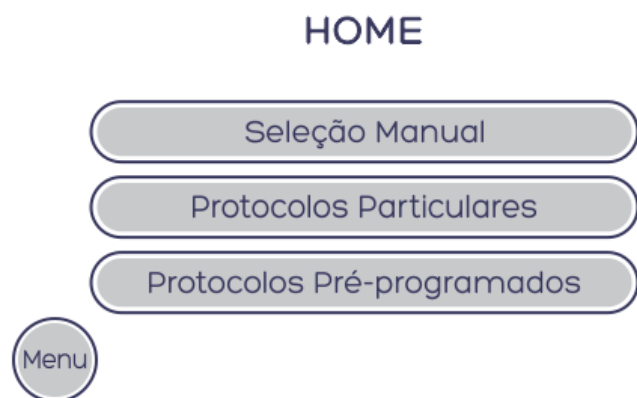 HOME
Seleção Manual
Protocolos Particulares
Protocolos Pré-programados
Menu